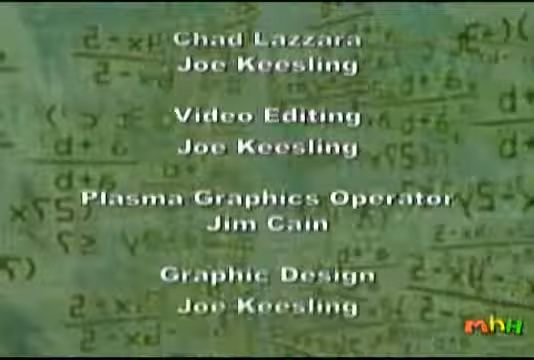 Chad Lazzara
Joe Keesling
Video Editing
Joe Keesling
Plasma Graphics Operator
Jim Cain
Graphic Design
Joe Keesling
mhH